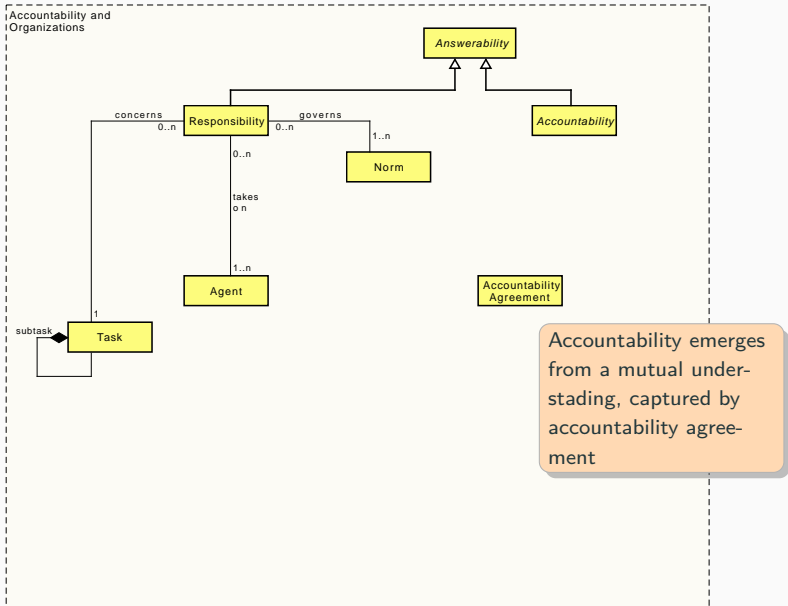 Accountability and
Organizations
Answerability
concerns
0..n
Responsibility
governs
0..n
Accountability
1..n
0..n
Norm
takes
on
1..n
Agent
Accountability
Agreement
1
subtask
Task
Accountability emerges
from a mutual under-
stading, captured by
accountability agree-
ment